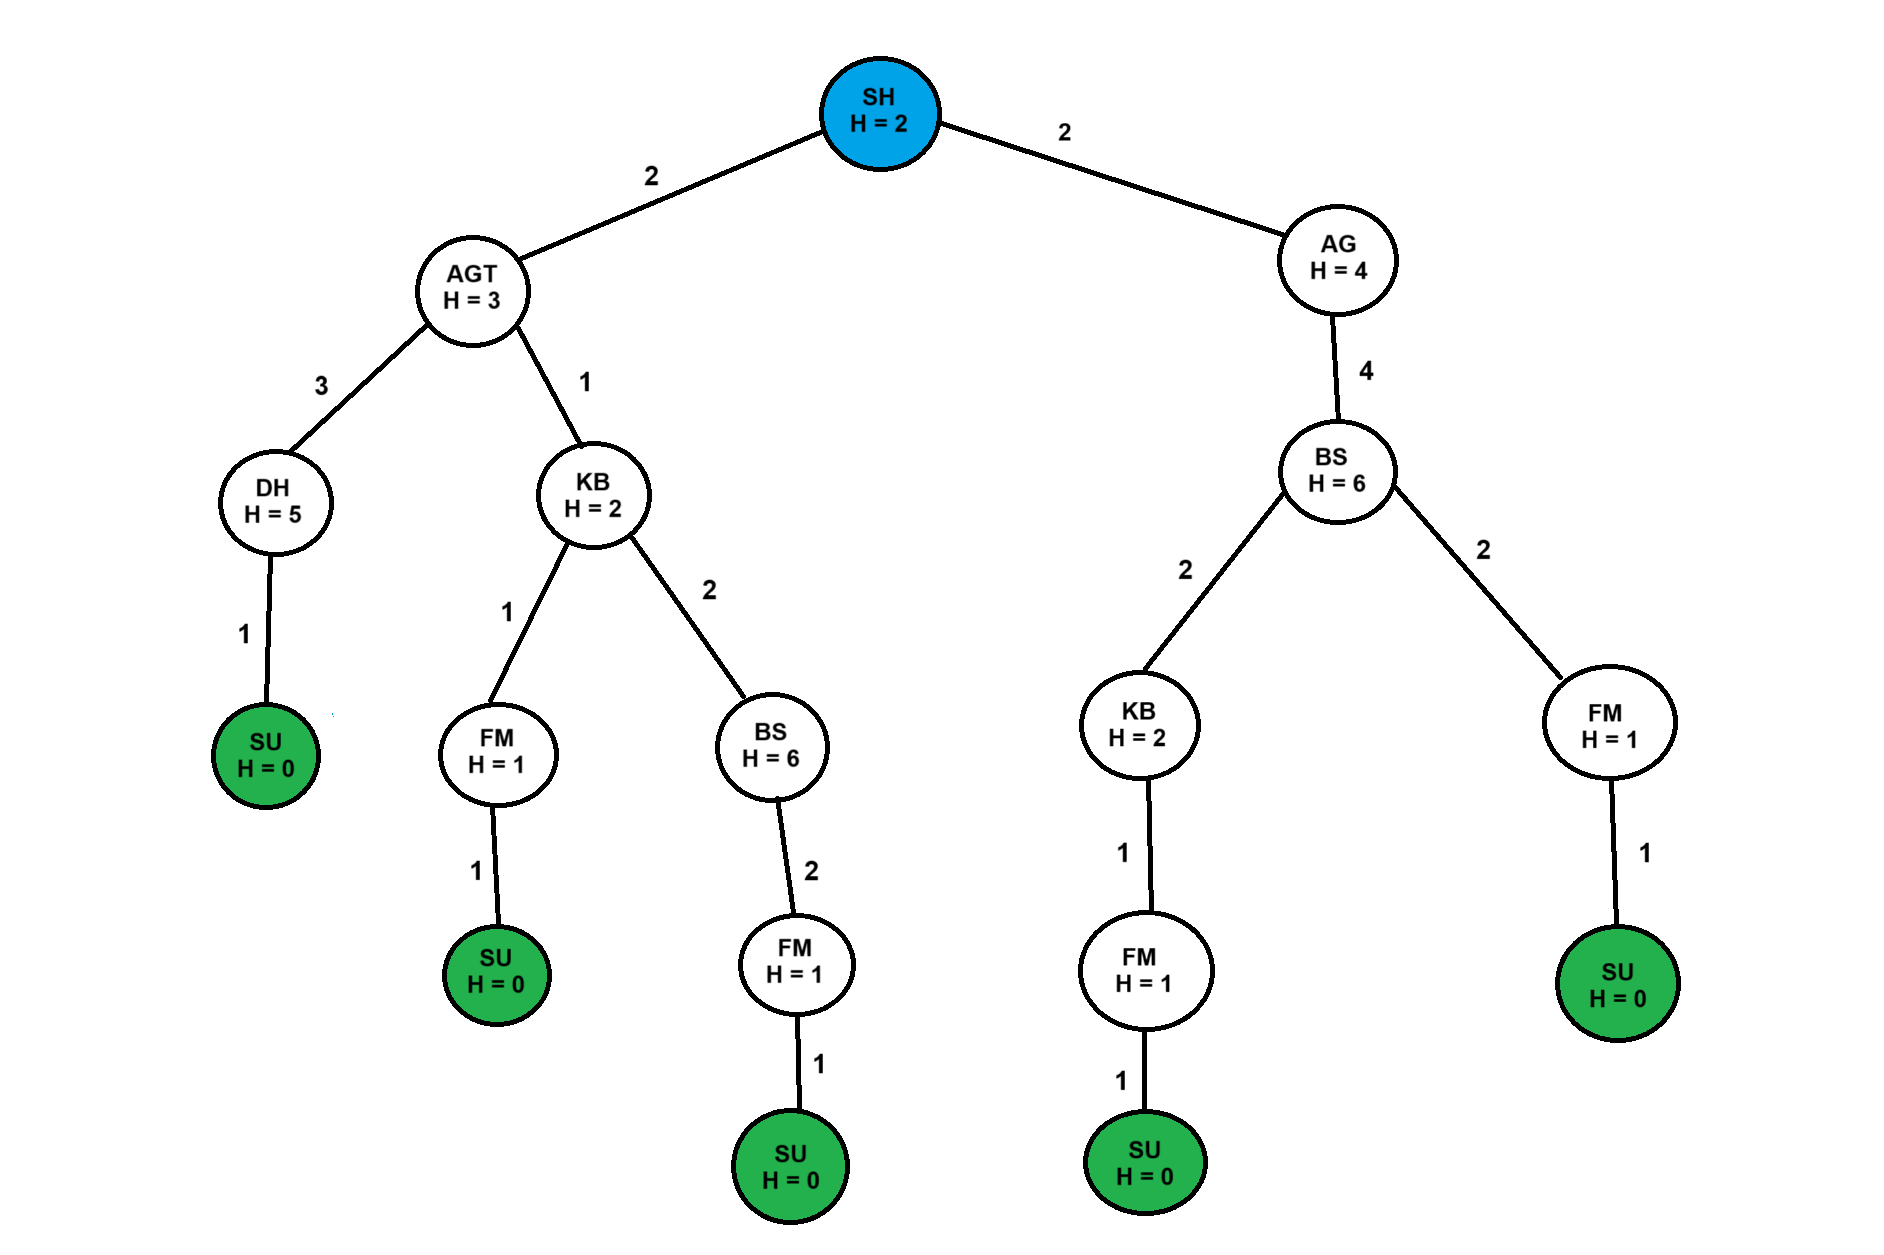 SH
H = 2
2
2
AGT
H = 3
AG
H = 4
3
1
4
DH
H = 5
KB
H = 2
BS
H = 6
1
1
2
2
2
SU
H = 0
FM
H = 1
BS
H = 6
KB
H = 2
FM
H = 1
1
2
1
1
SU
H = 0
FM
H = 1
FM
H = 1
SU
H = 0
1
1
SU
H = 0
SU
H = 0